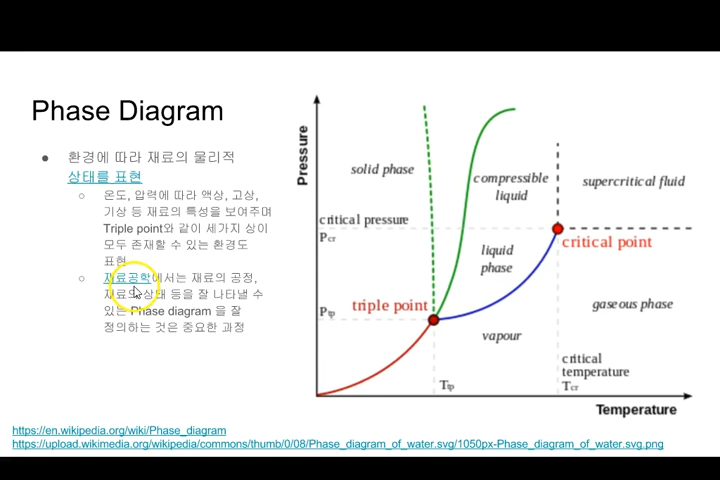 Phase Diagram
● 환경에 따라 재료의 물리적
상태를 표현
○ 온도, 압력에 따라 액상, 고상,
기상 등 재료의 특성을 보여주며
Triple point와 같이 세가지 상이
모두 존재할 수 있는 환경도
표현
○ 재료공학에서는 재료의 공정,
재료의 상태 등을 잘 나타낼 수
있는 Phase diagram 을 잘
정의하는 것은 중요한 과정
Pressure
solid phase
compressible
liquid
supercritical fluid
critical pressure
Pcr
critical point
liquid
phase
triple point
Ptp
gaseous phase
vapour
critical
temperature
Tcr
Ttp
Temperature
https://en.wikipedia.org/wiki/Phase_diagram
https://upload.wikimedia.org/wikipedia/commons/thumb/0/08/Phase_diagram_of_water.svg/1050px-Phase_diagram_of_water.svg.png